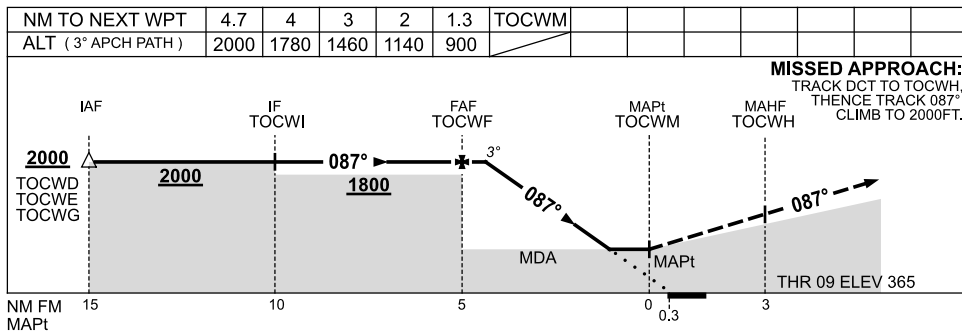 NM TO NEXT WPT 4.7 4 3 2 1.3 TOCWM
ALT ( 3° APCH PATH ) 2000 1780 1460 1140 900
MISSED APPROACH:
TRACK DCT TO TOCWH,
THENCE TRACK 087°
CLIMB TO 2000FT.
IAF
IF
TOCWI
FAF
TOCWF
MAPt
TOCWM
MAHF
TOCWH
2000
TOCWD
TOCWE
TOCWG
2000
087°
1800
3°
087°
MDA
MAPt
087°
THR 09 ELEV 365
NM FM
MAPt
15 10 5 0 0.3 3